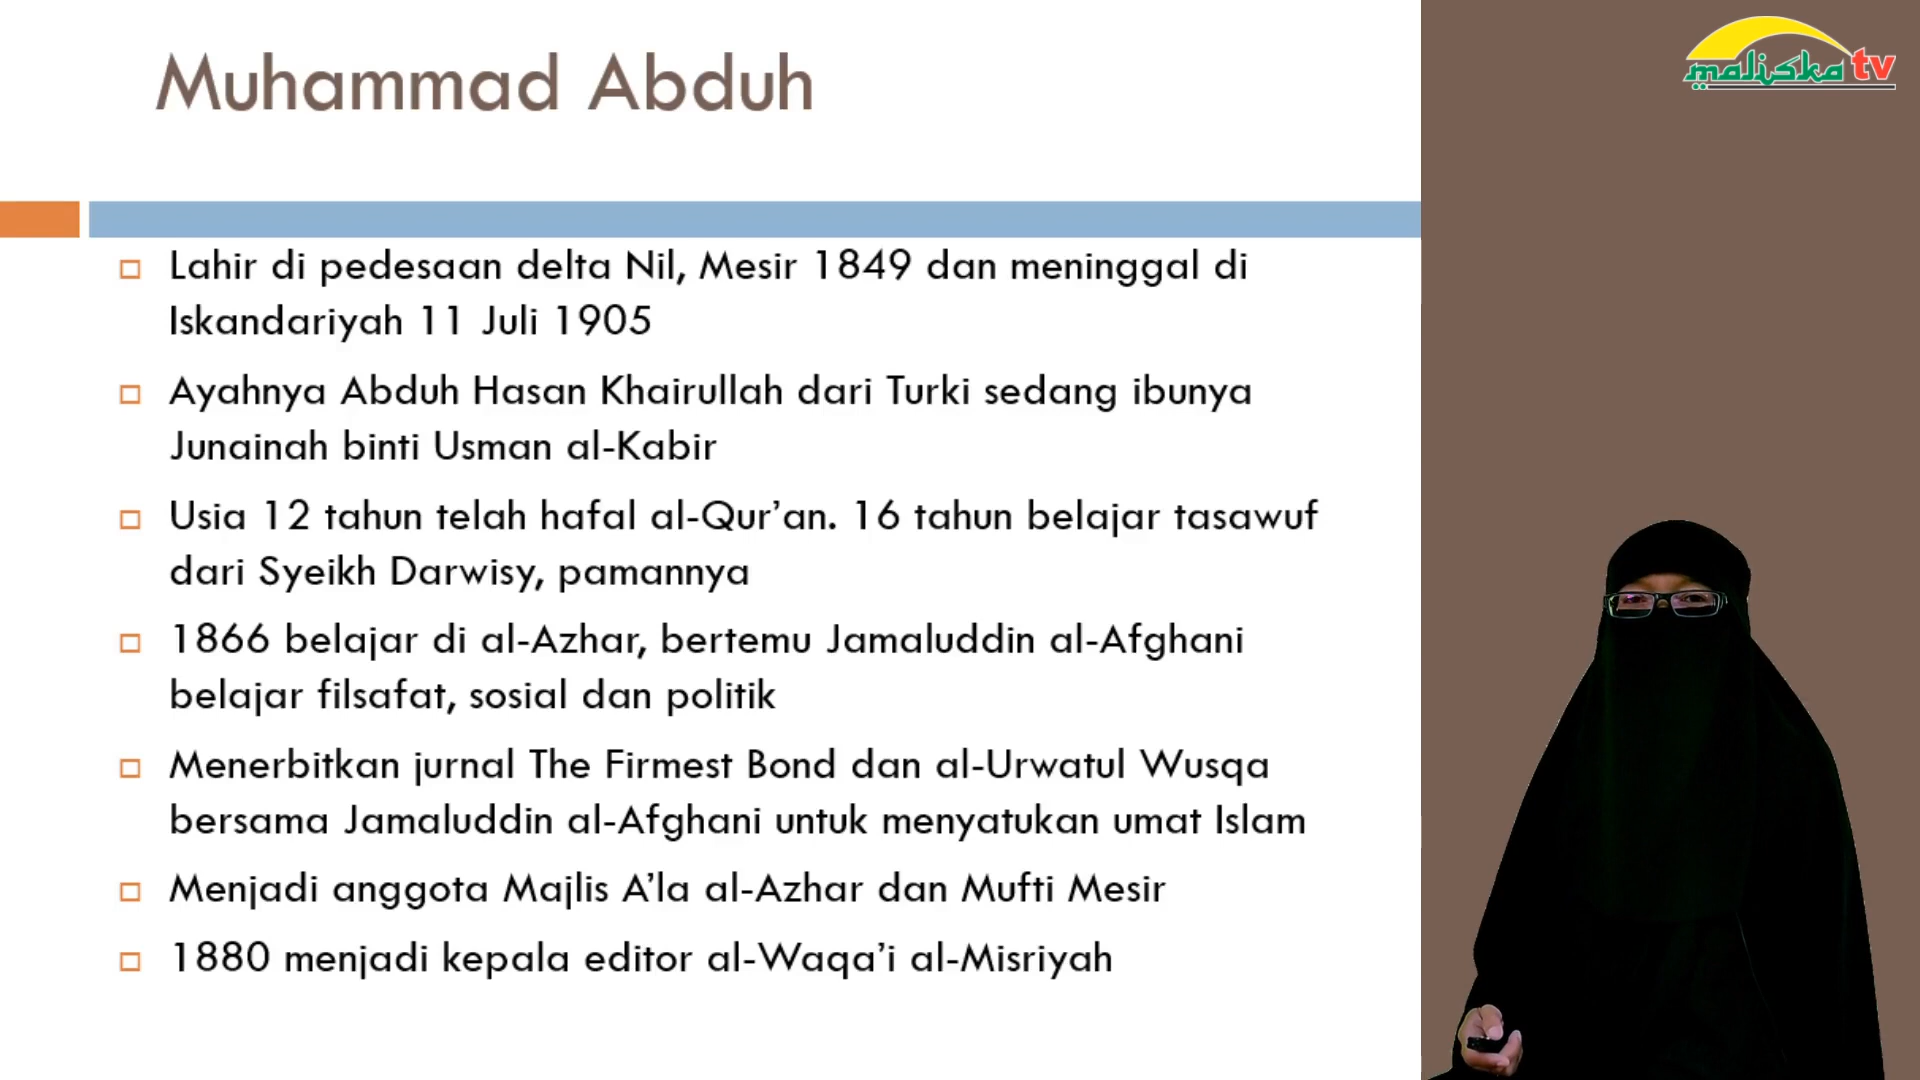 Muhammad Abduh
maliska tv
Lahir di pedesaan delta Nil, Mesir 1849 dan meninggal di
Iskandariyah 11 Juli 1905
Ayahnya Abduh Hasan Khairullah dari Turki sedang ibunya
Junainah binti Usman al-Kabir
Usia 12 tahun telah hafal al-Qur’an. 16 tahun belajar tasawuf
dari Syeikh Darwisy, pamannya
1866 belajar di al-Azhar, bertemu Jamaluddin al-Afghani
belajar filsafat, sosial dan politik
Menerbitkan jurnal The Firmest Bond dan al-Urwatul Wusqa
bersama Jamaluddin al-Afghani untuk menyatukan umat Islam
Menjadi anggota Majlis A’la al-Azhar dan Mufti Mesir
1880 menjadi kepala editor al-Waqa’i al-Misriyah